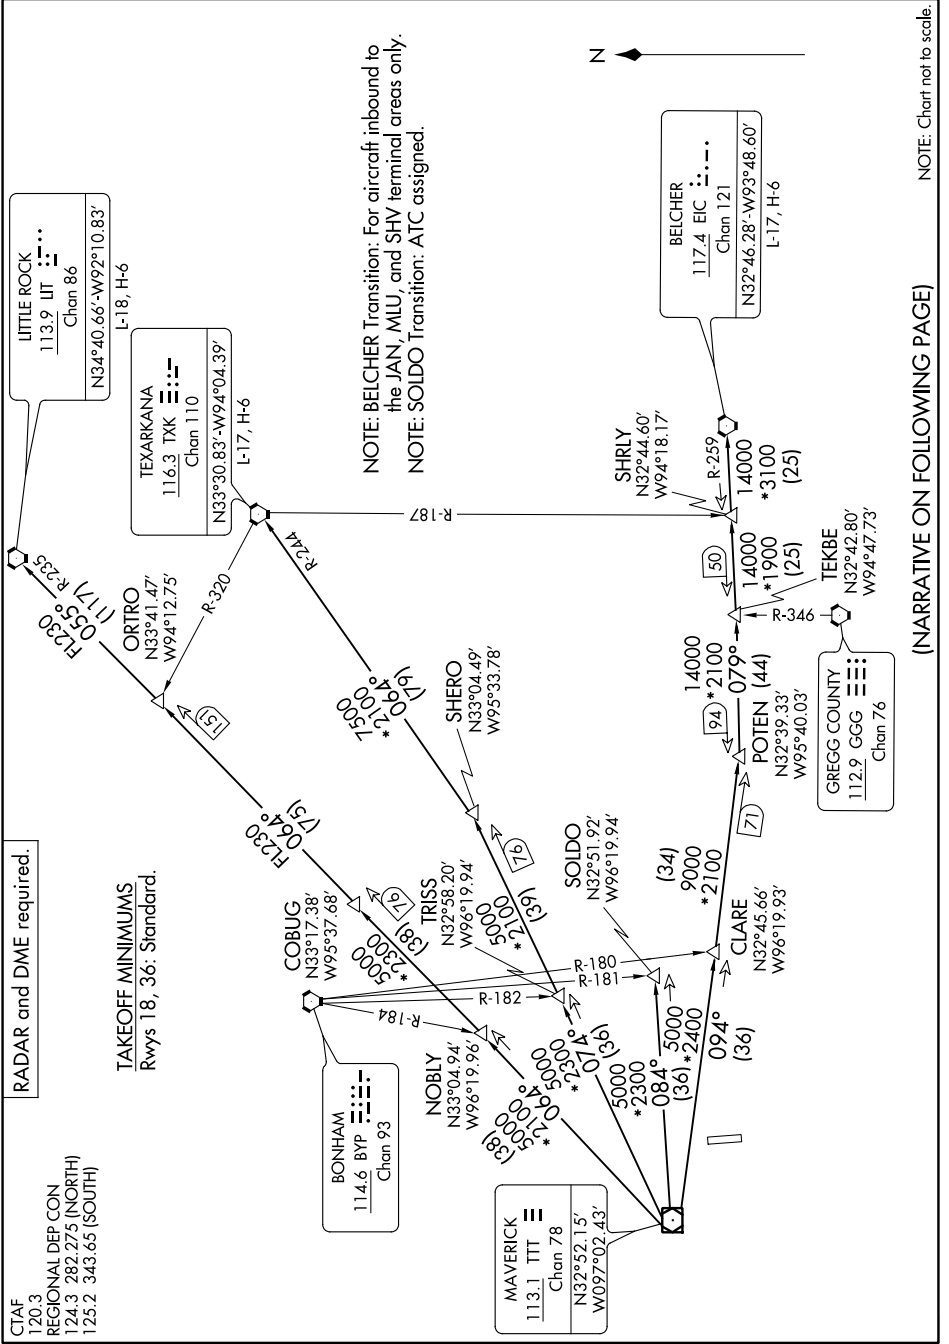 CTAF
120.3
REGIONAL DEP CON
124.3 282.275 (NORTH)
125.2 343.65 (SOUTH)
RADAR and DME required.
TAKEOFF MINIMUMS
Rwys 18, 36: Standard.
LITTLE ROCK
113.9 LIT
Chan 86
N34°40.66'-W92°10.83'
L-18, H-6
TEXARKANA
116.3 TXK
Chan 110
N33°30.83'-W94°04.39'
L-17, H-6
NOTE: BELCHER Transition: For aircraft inbound to
the JAN, MLU, and SHV terminal areas only.
NOTE: SOLDO Transition: ATC assigned.
N
BELCHER
117.4 EIC
Chan 121
N32°46.28'-W93°48.60'
L-17, H-6
BONHAM
114.6 BYP
Chan 93
MAVERICK
113.1 TTT
Chan 78
N32°52.15'
W097°02.43'
GREGG COUNTY
112.9 GGG
Chan 76
R-235
FL230
055°
(117)
ORTRO
N33°41.47'
W94°12.75'
R-320
151
FL230
064°
(75)
COBUG
N33°17.38'
W95°37.68'
76
5000
*2300
(38)
R-184
NOBLY
N33°04.94'
W96°19.96'
(38)
5000
*2100
064°
R-244
7500
*2100
064°
(79)
SHERO
N33°04.49'
W95°33.78'
76
5000
*2100
(39)
TRISS
N32°58.20'
W96°19.94'
R-182
5000
*2300
074°
(36)
SOLDO
N32°51.92'
W96°19.94'
R-181
5000
*2300
084°
(36)
R-180
CLARE
N32°45.66'
W96°19.93'
5000
*2400
094°
(36)
(34)
9000
*2100
71
POTEN
N32°39.33'
W95°40.03'
94
14000
*2100
079°
(44)
R-346
TEKBE
N32°42.80'
W94°47.73'
50
14000
*1900
(25)
R-187
SHRLY
N32°44.60'
W94°18.17'
R-259
14000
*3100
(25)
NOTE: Chart not to scale.
(NARRATIVE ON FOLLOWING PAGE)